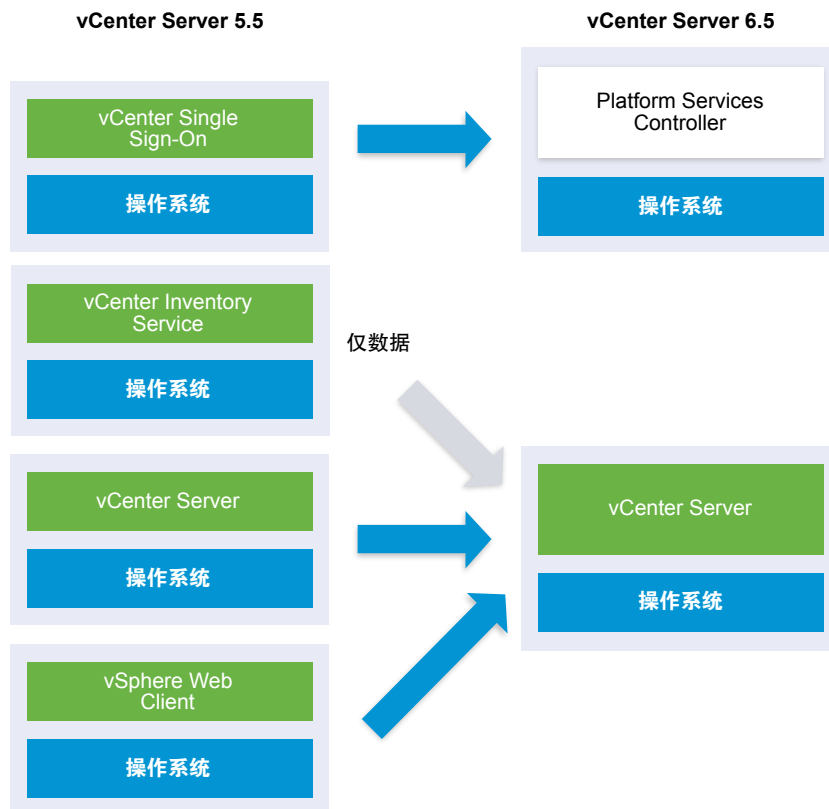 vCenter Server 5.5
vCenter Server 6.5
vCenter Single
Sign-On
操作系统
Platform Services
Controller
操作系统
vCenter Inventory
Service
操作系统
仅数据
vCenter Server
操作系统
vCenter Server
操作系统
vSphere Web
Client
操作系统